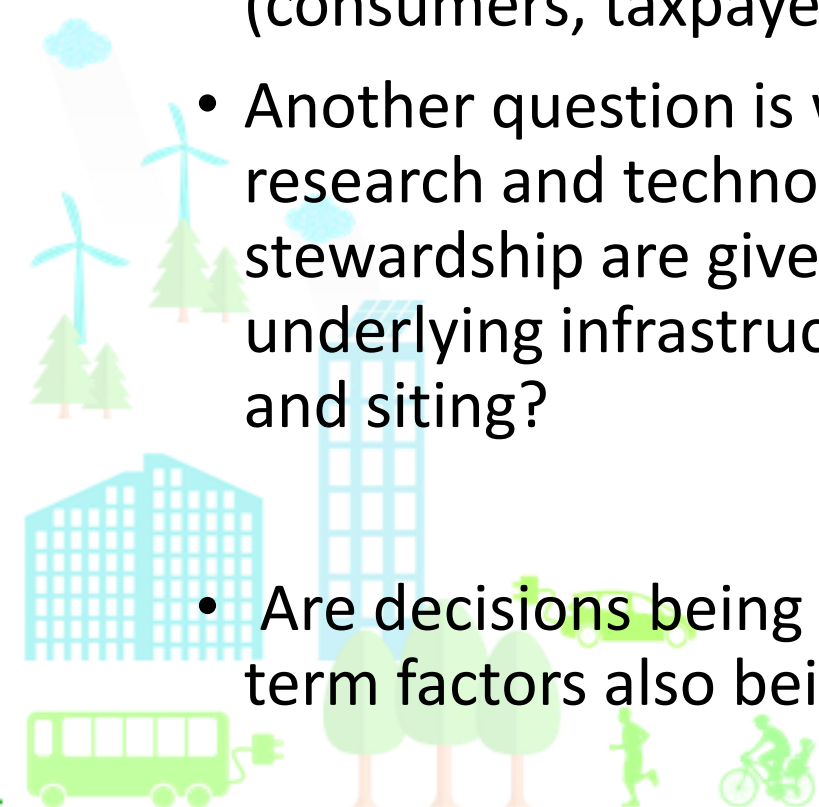 (consumers, taxpaye
• Another question is
research and techno
stewardship are give
underlying infrastruc
and siting?
• Are decisions being
term factors also bei